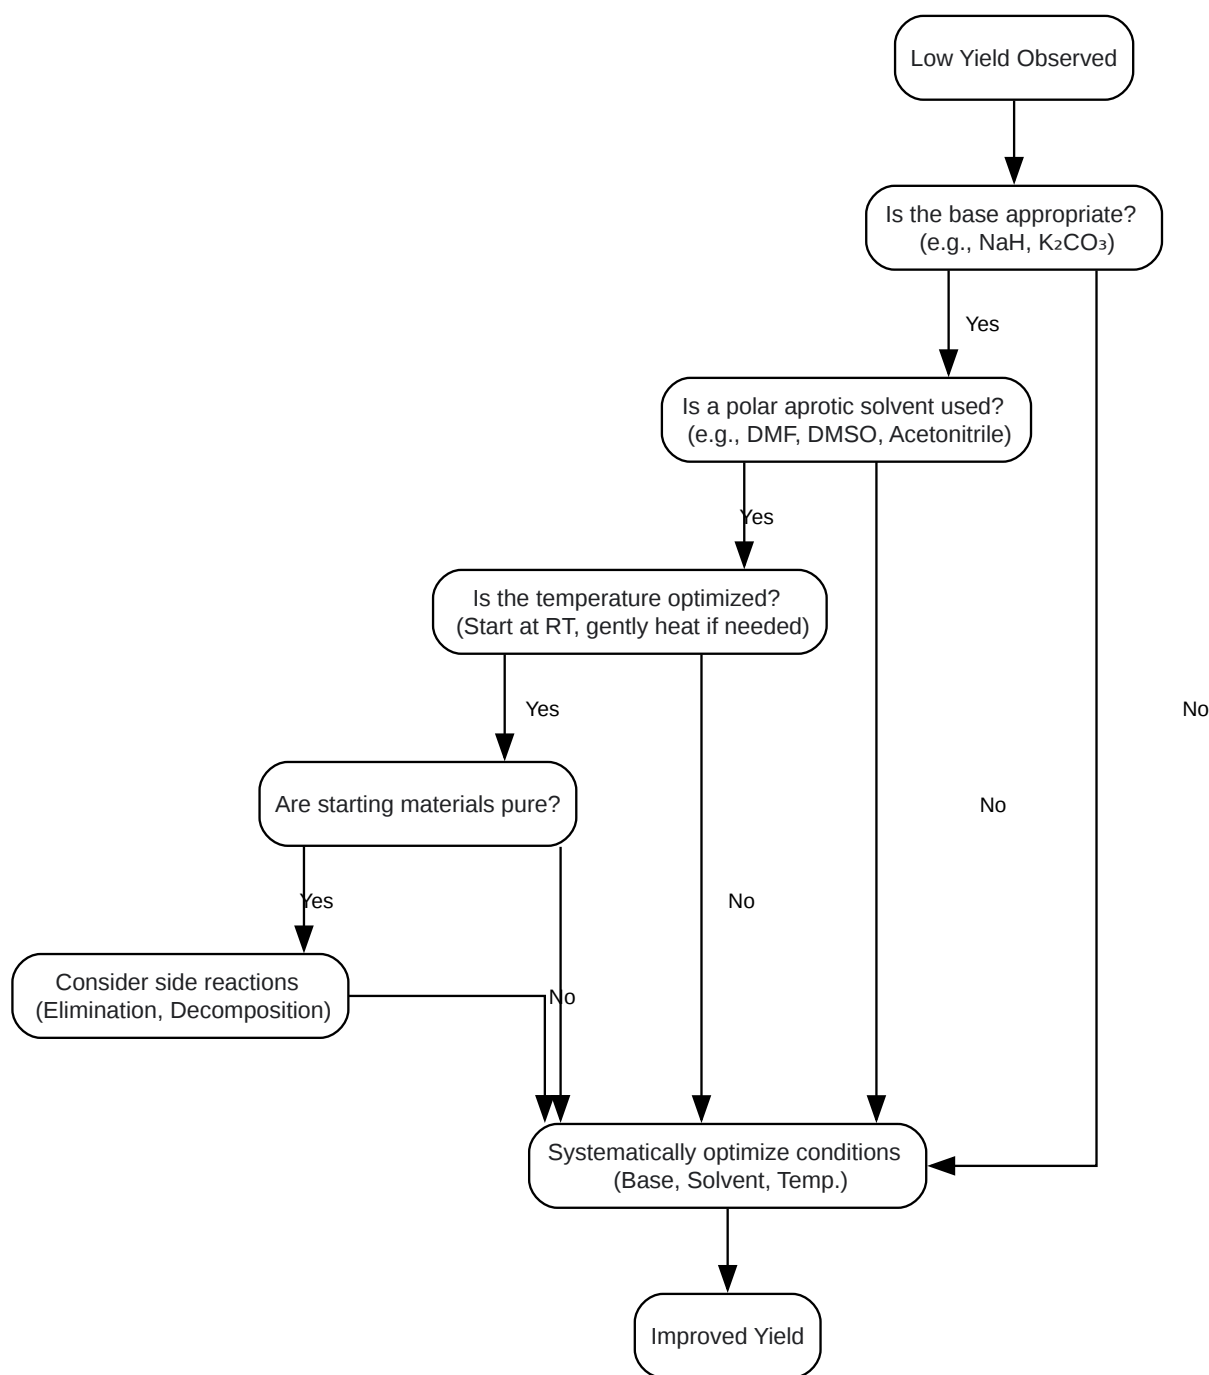 Low Yield Observed
Is the base appropriate?
(e.g., NaH, K₂CO₃)
Yes
Is a polar aprotic solvent used?
(e.g., DMF, DMSO, Acetonitrile)
Yes
Is the temperature optimized?
(Start at RT, gently heat if needed)
Yes
No
Are starting materials pure?
No
Yes
No
Consider side reactions
(Elimination, Decomposition)
No
Systematically optimize conditions
(Base, Solvent, Temp.)
Improved Yield